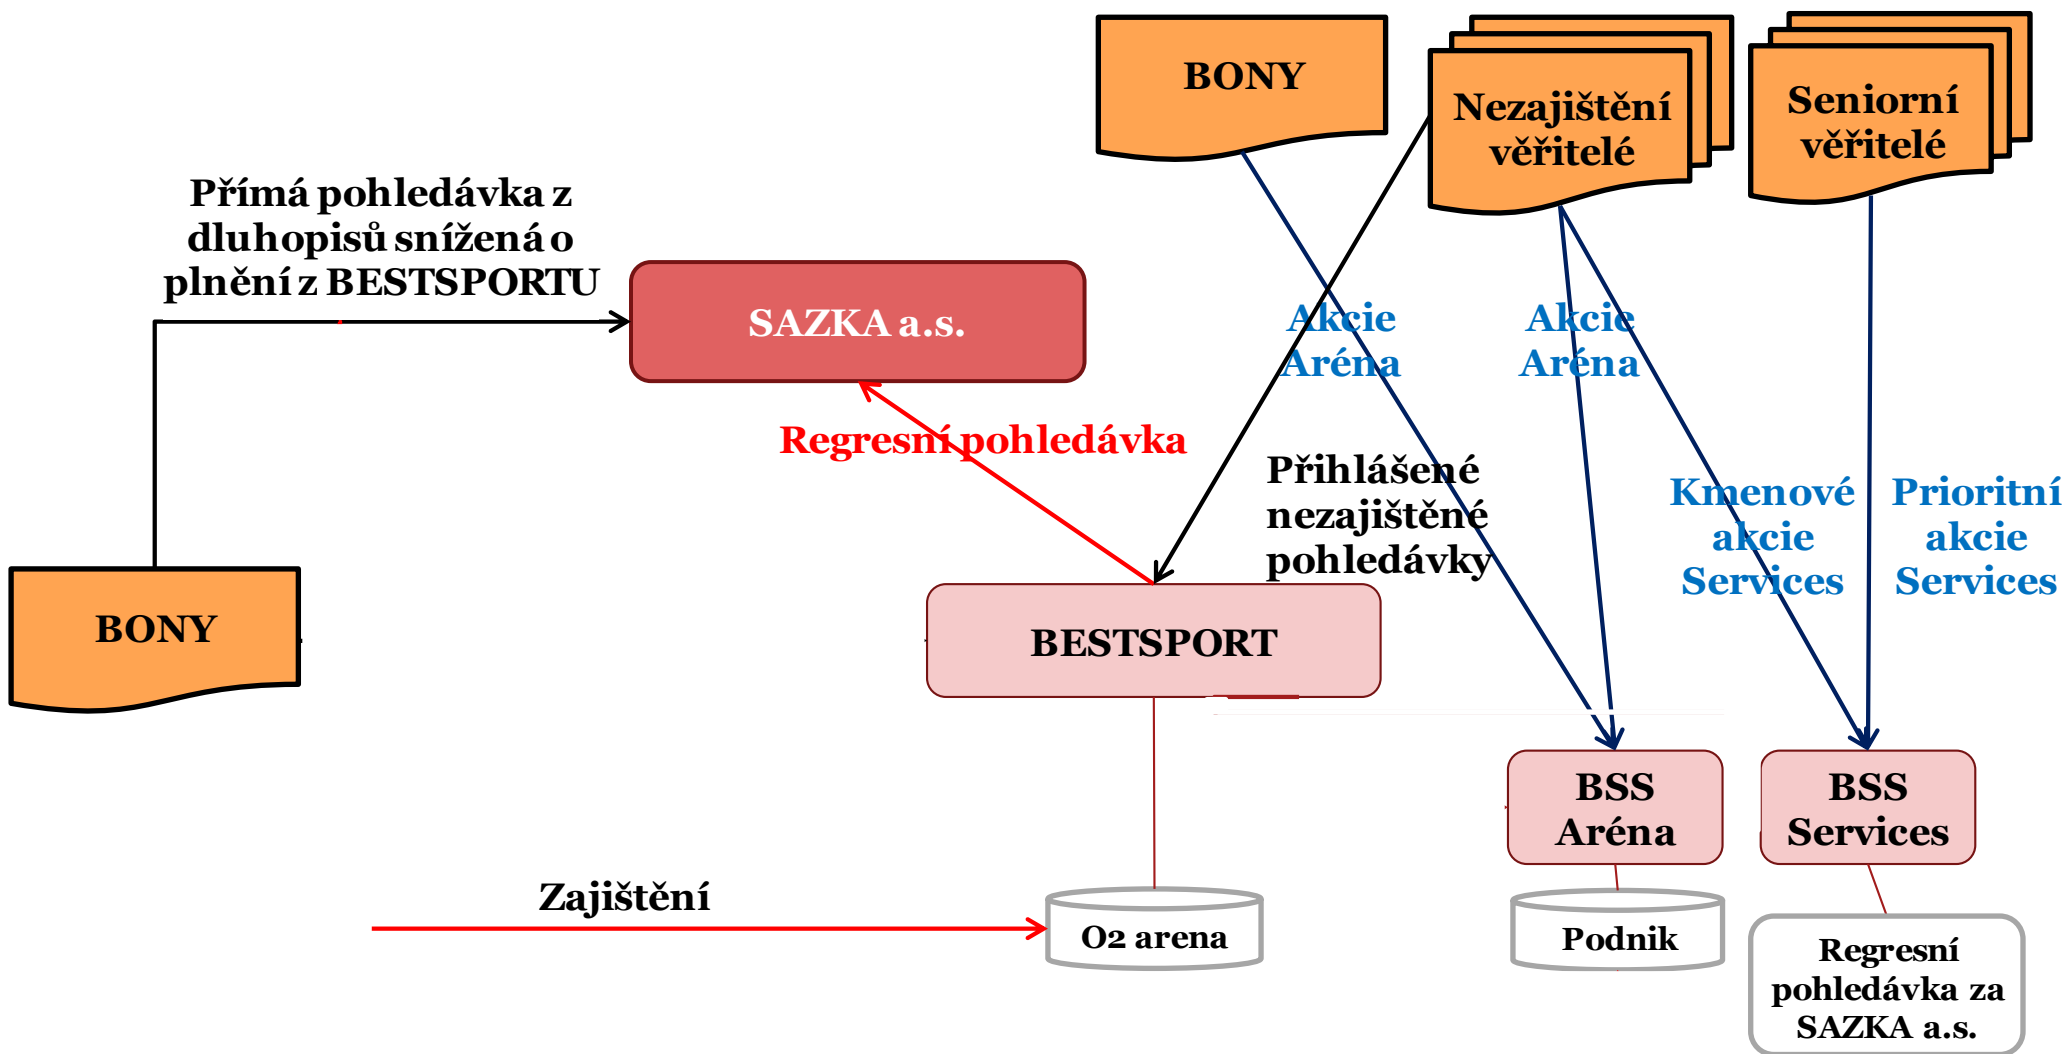 BONY
Nezajištění
věřitelé
Seniorní
věřitelé
Přímá pohledávka z
dluhopisů snížená o
plnění z BESTSPORTU
SAZKA a.s.
Akcie
Aréna
Akcie
Aréna
Regresní pohledávka
Přihlášené
nezajištěné
pohledávky
Kmenové
akcie
Services
Prioritní
akcie
Services
BONY
BESTSPORT
BSS
Aréna
BSS
Services
Zajištění
O2 arena
Podnik
Regresní
pohledávka za
SAZKA a.s.